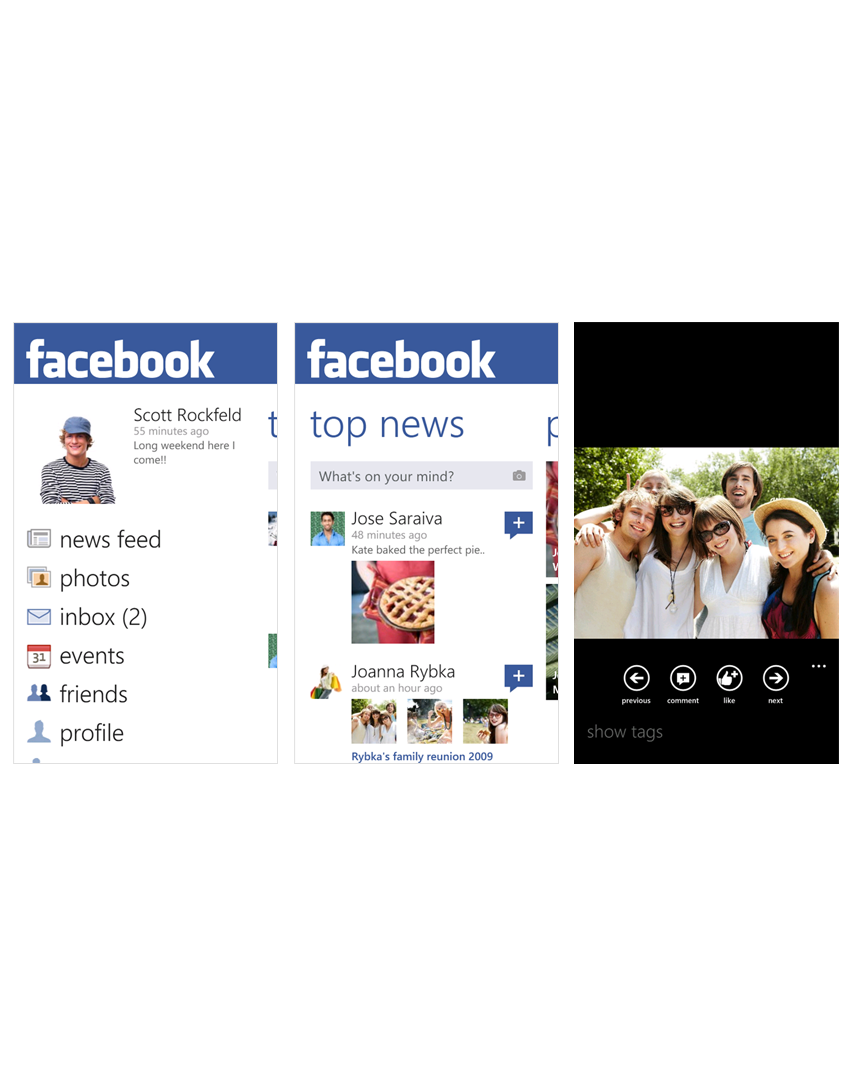 facebook
Scott Rockfeld
55 minutes ago
Long weekend here I
come!!
t
news feed
photos
31
inbox (2)
events
friends
profile
facebook
top news
p
What's on your mind?
Jose Saraiva
48 minutes ago
Kate baked the perfect pie..
Joanna Rybka
about an hour ago
Rybka's family reunion 2009
previous
comment
like
next
show tags